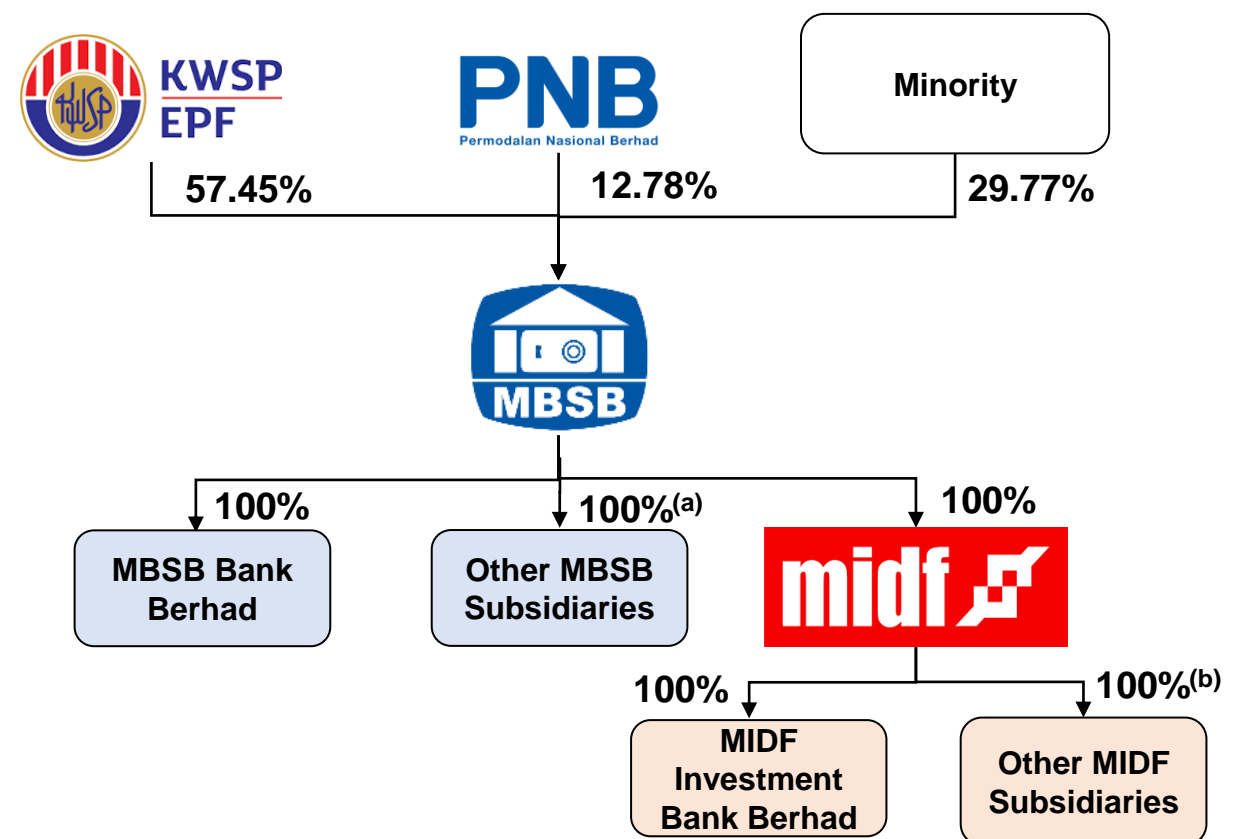 KWSP
EPF
PNB
Permodalan Nasional Berhad
Minority
57.45%
12.78%
29.77%
MBSB
100%
100%(a)
100%
MBSB Bank
Berhad
Other MBSB
Subsidiaries
midf
100%
100%(b)
MIDF
Investment
Bank Berhad
Other MIDF
Subsidiaries